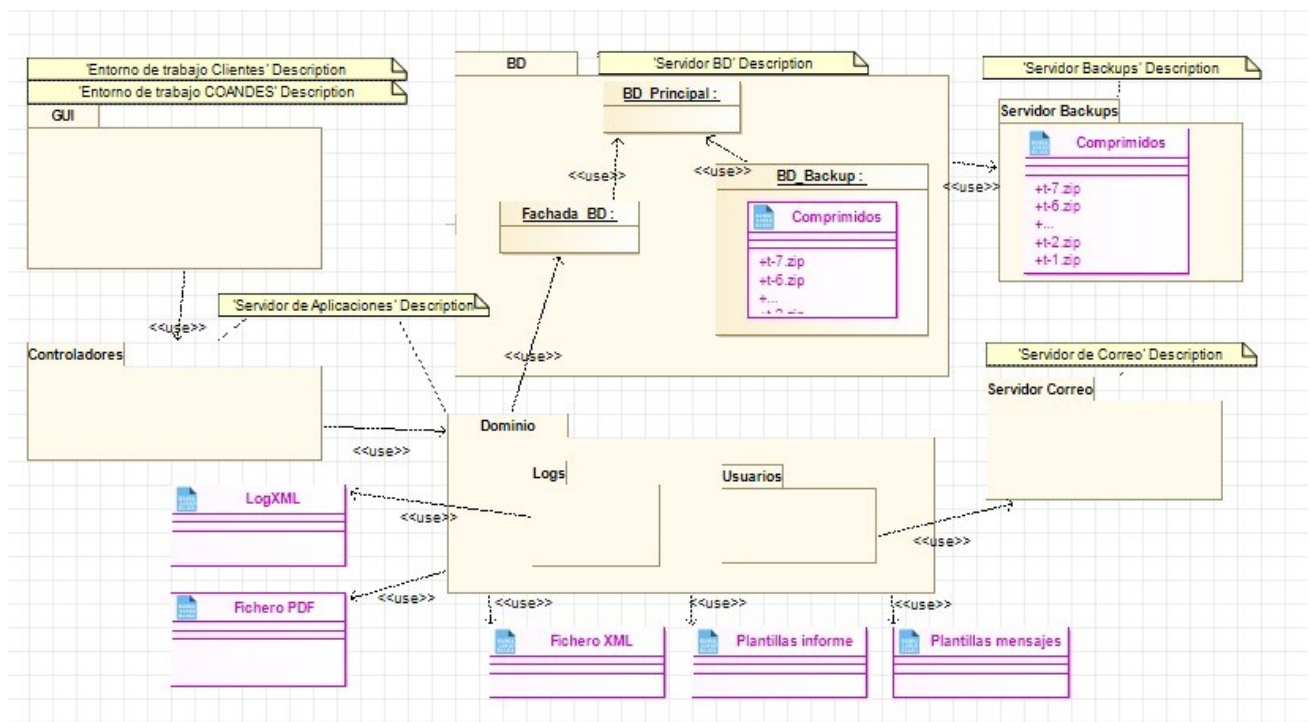 'Entorno de trabajo Clientes' Description
'Entorno de trabajo COANDES' Description
GUI
BD
'Servidor BD' Description
BD_Principal :
<<use>>
<<use>>
Fachada_BD :
BD_Backup :
Comprimidos
+t-7.zip
+t-6.zip
+...
+t-2.zip
<<use>>
'Servidor Backups' Description
Servidor Backups
Comprimidos
+t-7.zip
+t-6.zip
+...
+t-2.zip
+t-1.zip
'Servidor de Aplicaciones' Description
<<use>>
<<use>>
Controladores
<<use>>
'Servidor de Correo' Description
Servidor Correo
Dominio
Logs
Usuarios
LogXML
<<use>>
<<use>>
Fichero PDF
<<use>>
<<use>>
<<use>>
<<use>>
Fichero XML
Plantillas informe
Plantillas mensajes